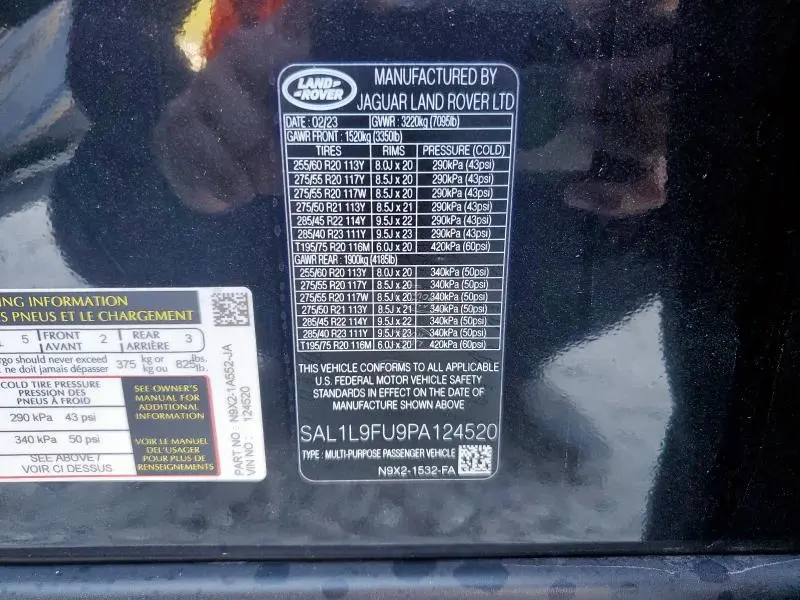 LAND ROVER
MANUFACTURED BY
JAGUAR LAND ROVER LTD
DATE : 02/23 GVWR : 3220kg (7095lb)
GAWR FRONT : 1520kg (3350lb)
TIRES RIMS PRESSURE (COLD)
255/60 R20 113Y 8.0J x 20 290kPa (43psi)
275/55 R20 117Y 8.5J x 20 290kPa (43psi)
275/55 R20 117W 8.5J x 20 290kPa (43psi)
275/50 R21 113Y 8.5J x 21 290kPa (43psi)
285/45 R22 114Y 9.5J x 22 290kPa (43psi)
285/40 R23 111Y 9.5J x 23 290kPa (43psi)
T195/75 R20 116M 6.0J x 20 420kPa (60psi)
GAWR REAR : 1900kg (4185lb)
255/60 R20 113Y 8.0J x 20 340kPa (50psi)
275/55 R20 117Y 8.5J x 20 340kPa (50psi)
275/55 R20 117W 8.5J x 20 340kPa (50psi)
275/50 R21 113Y 8.5J x 21 340kPa (50psi)
285/45 R22 114Y 9.5J x 22 340kPa (50psi)
285/40 R23 111Y 9.5J x 23 340kPa (50psi)
T195/75 R20 116M 6.0J x 20 420kPa (60psi)
THIS VEHICLE CONFORMS TO ALL APPLICABLE
U.S. FEDERAL MOTOR VEHICLE SAFETY
STANDARDS IN EFFECT ON THE DATE OF
MANUFACTURE SHOWN ABOVE
SAL1L9FU9PA124520
TYPE : MULTI-PURPOSE PASSENGER VEHICLE
N9X2-1532-FA
ING INFORMATION
S PNEUS ET LE CHARGEMENT
5 FRONT 2 REAR 3
AVANT ARRIÈRE
rgo should never exceed 375 kg or 825 lbs.
ne doit jamais dépasser kg ou lb.
COLD TIRE PRESSURE
PRESSION DES
PNEUS À FROID
290 kPa 43 psi
340 kPa 50 psi
SEE ABOVE /
VOIR CI DESSUS
SEE OWNER'S
MANUAL FOR
ADDITIONAL
INFORMATION
VOIR LE MANUEL
DE L'USAGER
POUR PLUS DE
RENSEIGNEMENTS
PART NO: N9X2-1A552-JA
VIN NO: 124520